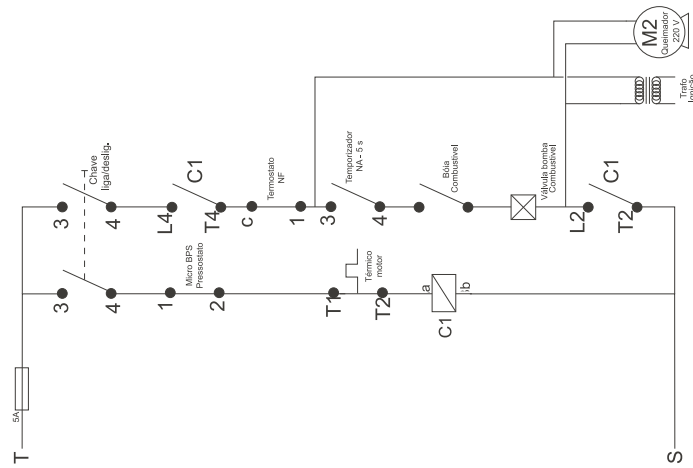 T
5A
3
4
1
2
Micro BPS
Pressostato
T1
T2
Térmico
motor
a
b
C1
3
4
Chave
liga/deslig.
L4
T4
C1
c
1
Termostato
NF
3
4
Temporizador
NA - 5 s
Bóia
Combustível
Válvula bomba
Combustível
L2
T2
C1
M2
Queimador
220 V
Trafo
Ignição
S